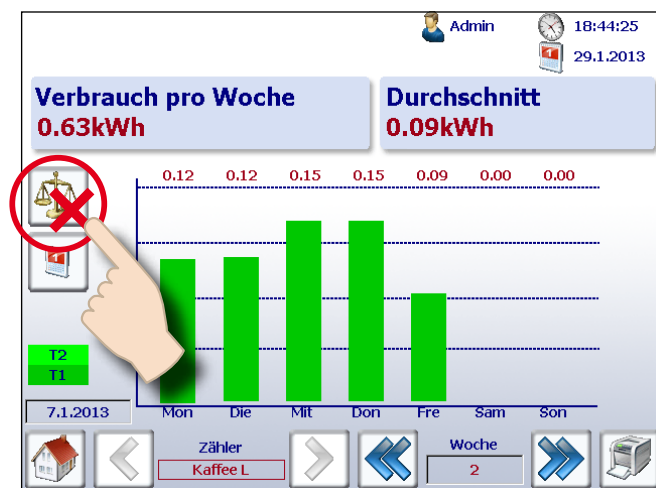 Admin
18:44:25
1
29.1.2013
Verbrauch pro Woche
0.63kWh
Durchschnitt
0.09kWh
0.12 0.12 0.15 0.15 0.09 0.00 0.00
1
T2
T1
7.1.2013
Mon Die Mit Don Fre Sam Son
Zähler
Kaffee L
Woche
2